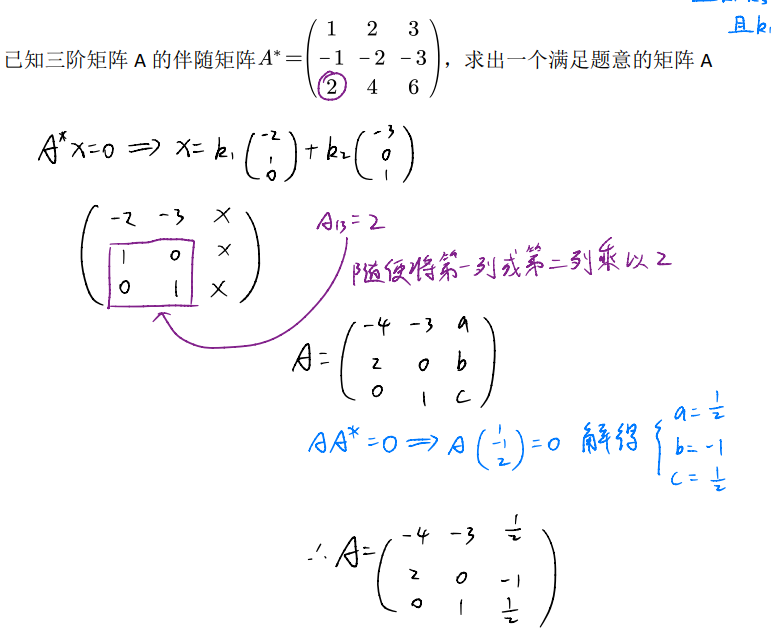 且k₁
已知三阶矩阵 A 的伴随矩阵 A* = ( 1 2 3
-1 -2 -3
2 4 6 ), 求出一个满足题意的矩阵 A
A*x=0 ⇒ x= k₁ ( -2
1
0 ) + k₂ ( -3
0
1 )
( -2 -3 ×
1 0 ×
0 1 × )
A₁₃=2
随便将第一列或第二列乘以2
A= ( -4 -3 a
2 0 b
0 1 c )
AA*=0 ⇒ A ( 1
-1
2 ) =0 解得 { a= 1/2
b= -1
c= 1/2
∴ A= ( -4 -3 1/2
2 0 -1
0 1 1/2 )